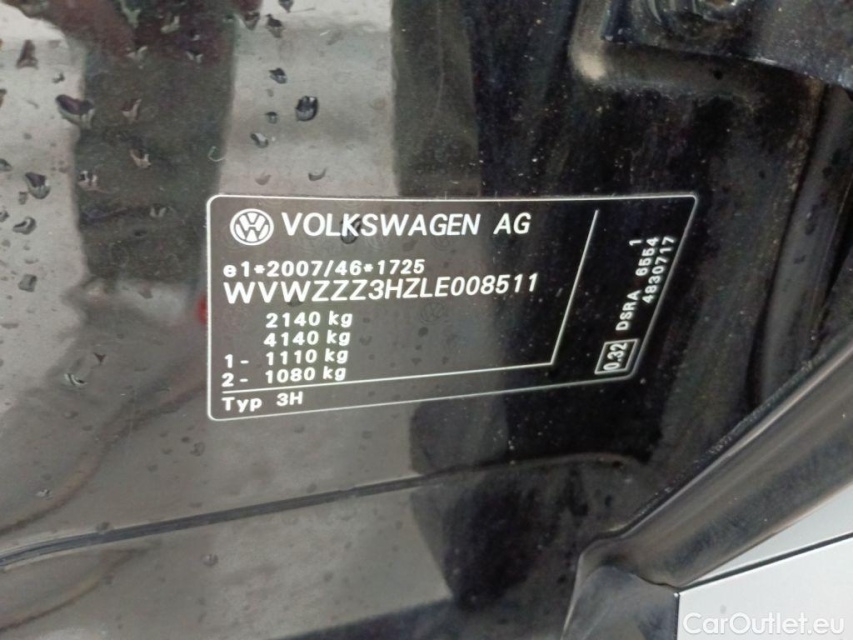 VOLKSWAGEN AG
e1*2007/46*1725
WVWZZZ3HZLE008511
2140 kg
4140 kg
1- 1110 kg
2- 1080 kg
Typ 3H
0.32 DSRA 6554 1
4830717
CarOutlet.eu